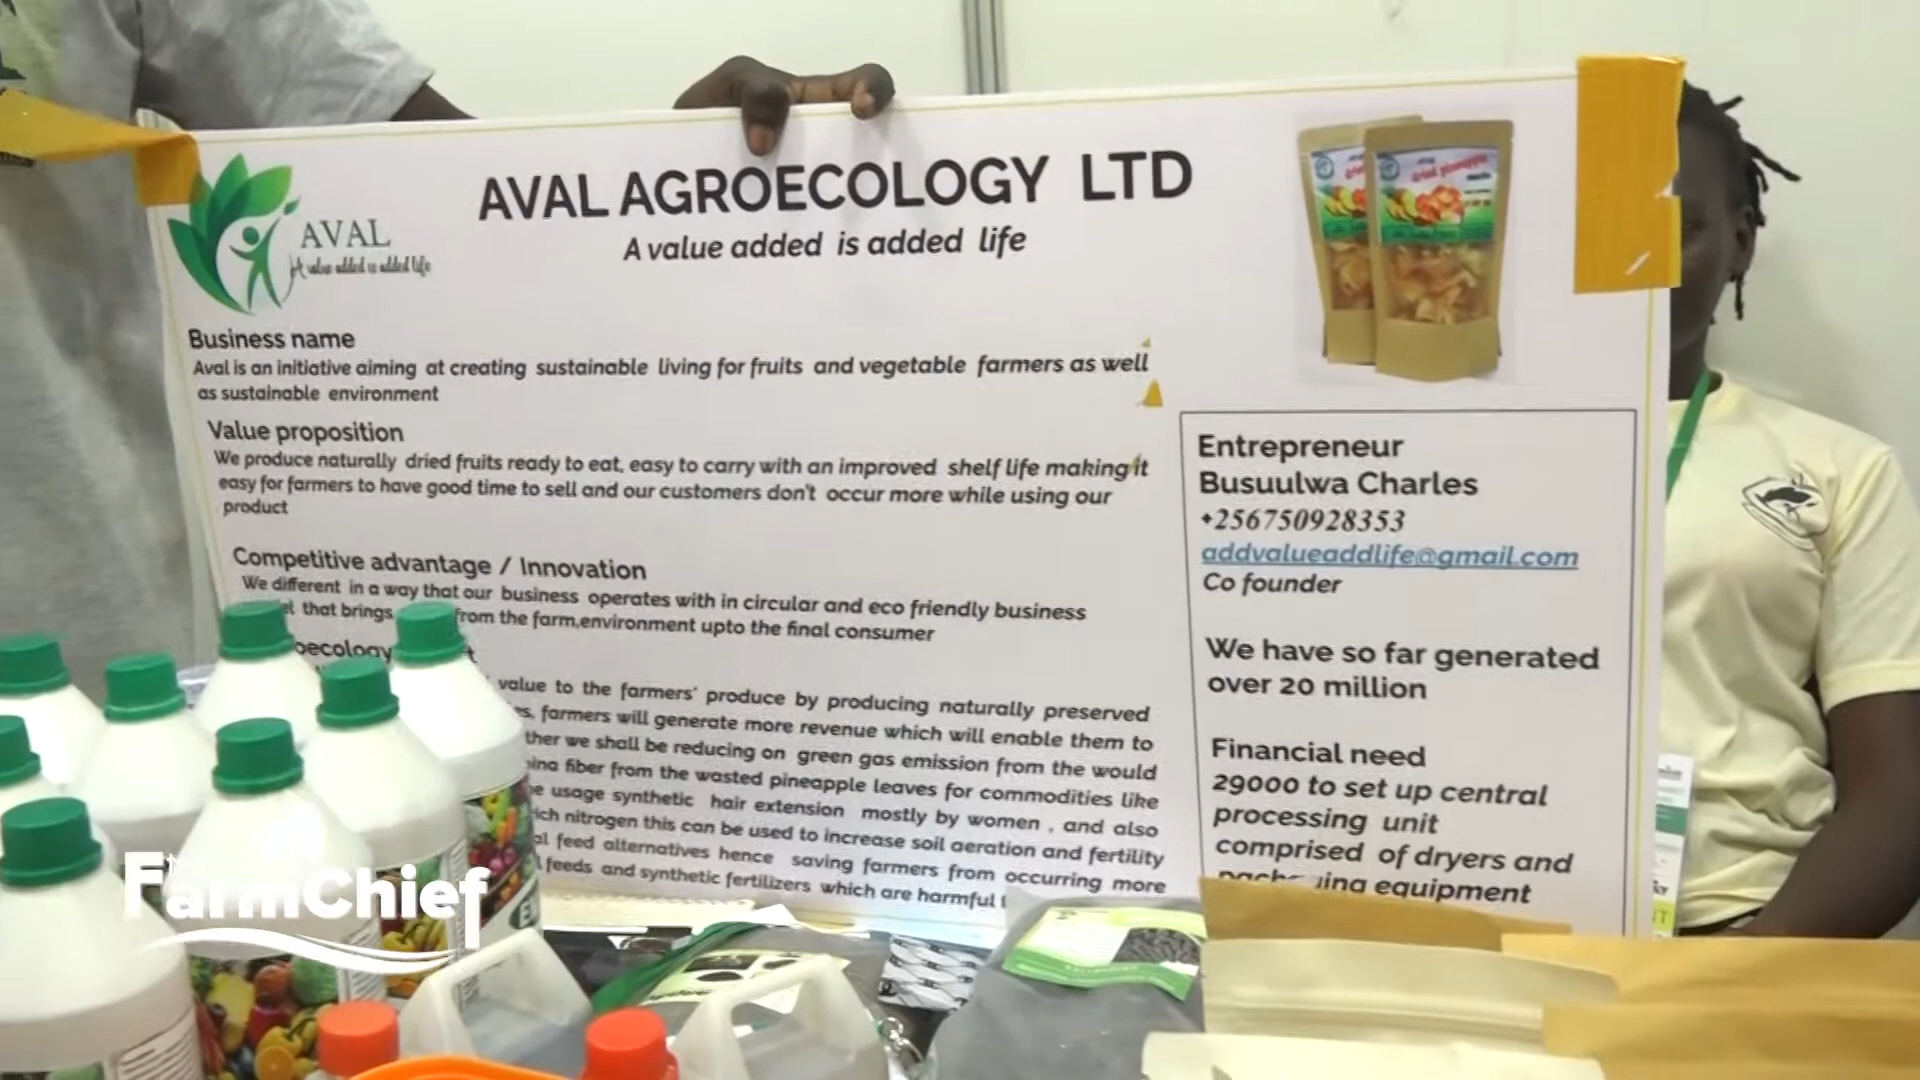 AVAL AGROECOLOGY LTD
A value added is added life
AVAL
A value added is added life
dried pineapple
Business name
Aval is an initiative aiming at creating sustainable living for fruits and vegetable farmers as well
as sustainable environment
Value proposition
We produce naturally dried fruits ready to eat, easy to carry with an improved shelf life making it
easy for farmers to have good time to sell and our customers don't occur more while using our
product
Competitive advantage / Innovation
We different in a way that our business operates with in circular and eco friendly business
that brings from the farm,environment upto the final consumer
value to the farmers' produce by producing naturally preserved
farmers will generate more revenue which will enable them to
we shall be reducing on green gas emission from the would
fiber from the wasted pineapple leaves for commodities like
usage synthetic hair extension mostly by women , and also
nitrogen this can be used to increase soil aeration and fertility
feed alternatives hence saving farmers from occurring more
feeds and synthetic fertilizers which are harmful
Entrepreneur
Busuulwa Charles
+256750928353
addvalueaddlife@gmail.com
Co founder
We have so far generated
over 20 million
Financial need
29000 to set up central
processing unit
comprised of dryers and
equipment
FarmChief